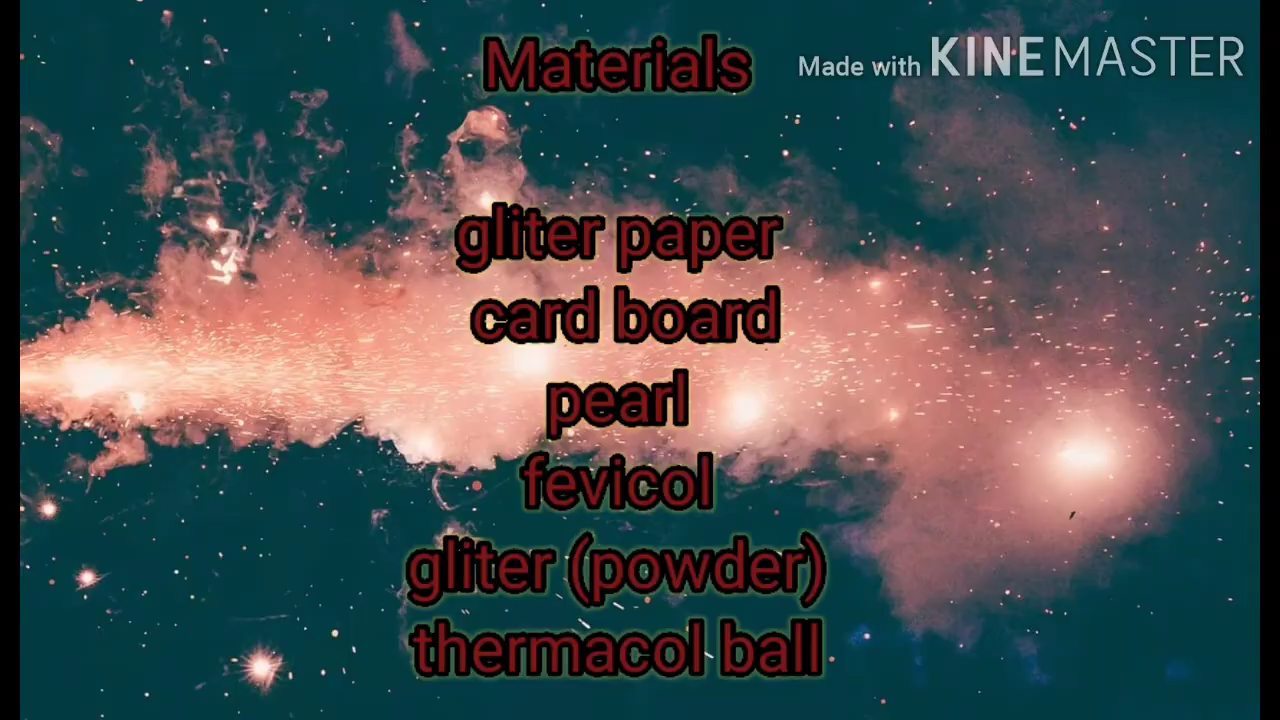 Materials
Made with KINEMASTER
gliter paper
card board
pearl
fevicol
gliter (powder)
thermacol ball